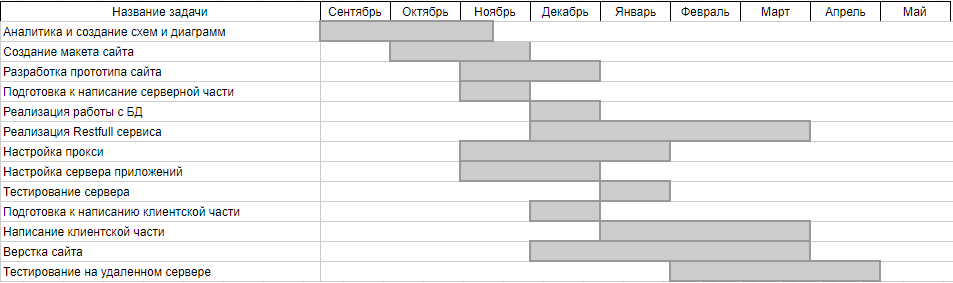 Название задачи Сентябрь Октябрь Ноябрь Декабрь Январь Февраль Март Апрель Май
Аналитика и создание схем и диаграмм
Создание макета сайта
Разработка прототипа сайта
Подготовка к написание серверной части
Реализация работы с БД
Реализация Restfull сервиса
Настройка прокси
Настройка сервера приложений
Тестирование сервера
Подготовка к написанию клиентской части
Написание клиентской части
Верстка сайта
Тестирование на удаленном сервере